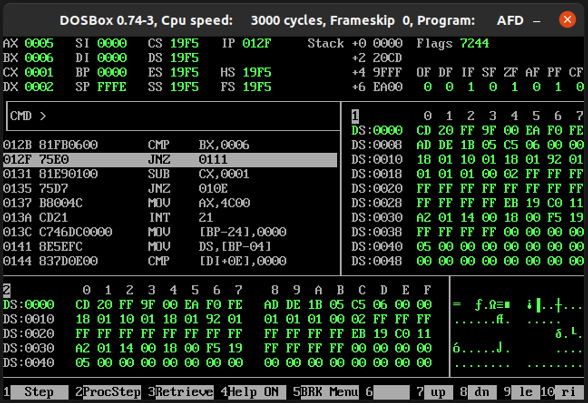 DOSBox 0.74-3, Cpu speed: 3000 cycles, Frameskip 0, Program: AFD
AX 0005 SI 0000 CS 19F5 IP 012F Stack +0 0000 Flags 7244
BX 0006 DI 0000 DS 19F5 +2 20CD
CX 0001 BP 0000 ES 19F5 HS 19F5 +4 9FFF OF DF IF SF ZF AF PF CF
DX 0002 SP FFFE SS 19F5 FS 19F5 +6 EA00 0 0 1 0 1 0 1 0
CMD >
012B 81FB0600 CMP BX,0006
012F 75E0 JNZ 0111
0131 81E90100 SUB CX,0001
0135 75D7 JNZ 010E
0137 B8004C MOV AX,4C00
013A CD21 INT 21
013C C746DC0000 MOV [BP-24],0000
0141 8E5EFC MOV DS,[BP-04]
0144 837D0E00 CMP [DI+0E],0000
1 0 1 2 3 4 5 6 7
DS:0000 CD 20 FF 9F 00 EA F0 FE
DS:0008 AD DE 1B 05 C5 06 00 00
DS:0010 18 01 10 01 18 01 92 01
DS:0018 01 01 01 00 02 FF FF FF
DS:0020 FF FF FF FF FF FF FF FF
DS:0028 FF FF FF FF EB 19 C0 11
DS:0030 A2 01 14 00 18 00 F5 19
DS:0038 FF FF FF FF 00 00 00 00
DS:0040 05 00 00 00 00 00 00 00
DS:0048 00 00 00 00 00 00 00 00
2 0 1 2 3 4 5 6 7 8 9 A B C D E F
DS:0000 CD 20 FF 9F 00 EA F0 FE AD DE 1B 05 C5 06 00 00
DS:0010 18 01 10 01 18 01 92 01 01 01 01 00 02 FF FF FF
DS:0020 FF FF FF FF FF FF FF FF FF FF FF FF EB 19 C0 11
DS:0030 A2 01 14 00 18 00 F5 19 FF FF FF FF 00 00 00 00
DS:0040 05 00 00 00 00 00 00 00 00 00 00 00 00 00 00 00
= ƒ.Ω≡■ ¡▐..┼...
.......Æ. ....
δ.└.
ó.....⌡. ....
................
1 Step 2 ProcStep 3 Retrieve 4 Help ON 5 BRK Menu 6 7 up 8 dn 9 le 10 ri